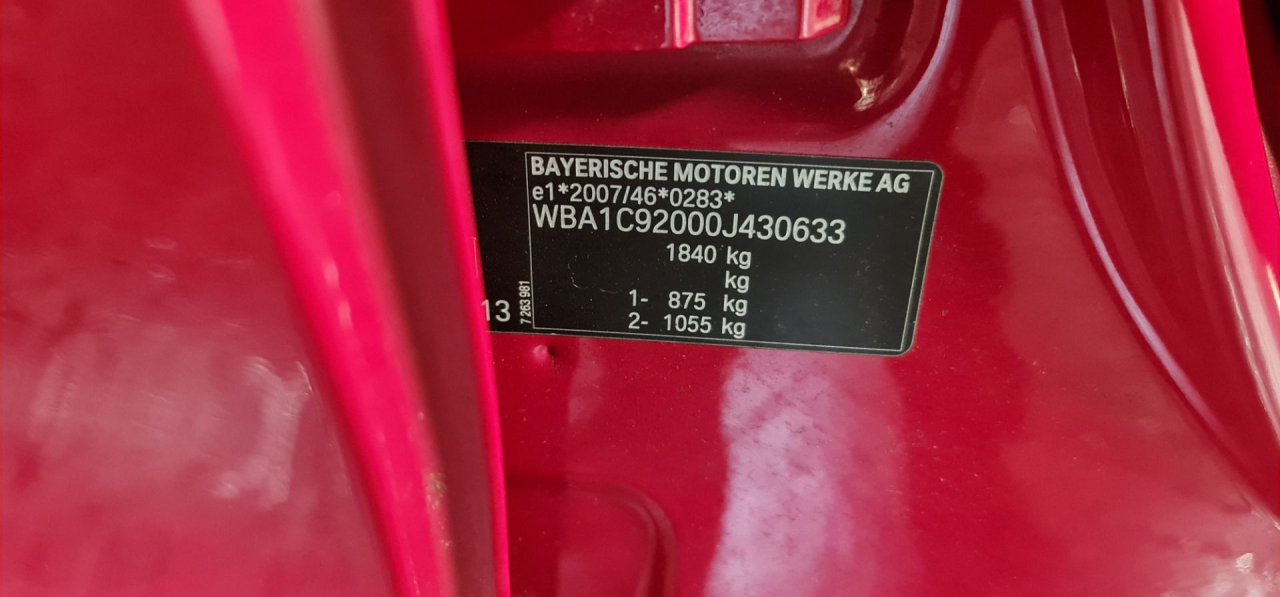 BAYERISCHE MOTOREN WERKE AG
e1*2007/46*0283*
WBA1C92000J430633
1840 kg
kg
1- 875 kg
2- 1055 kg
13
7 263 981